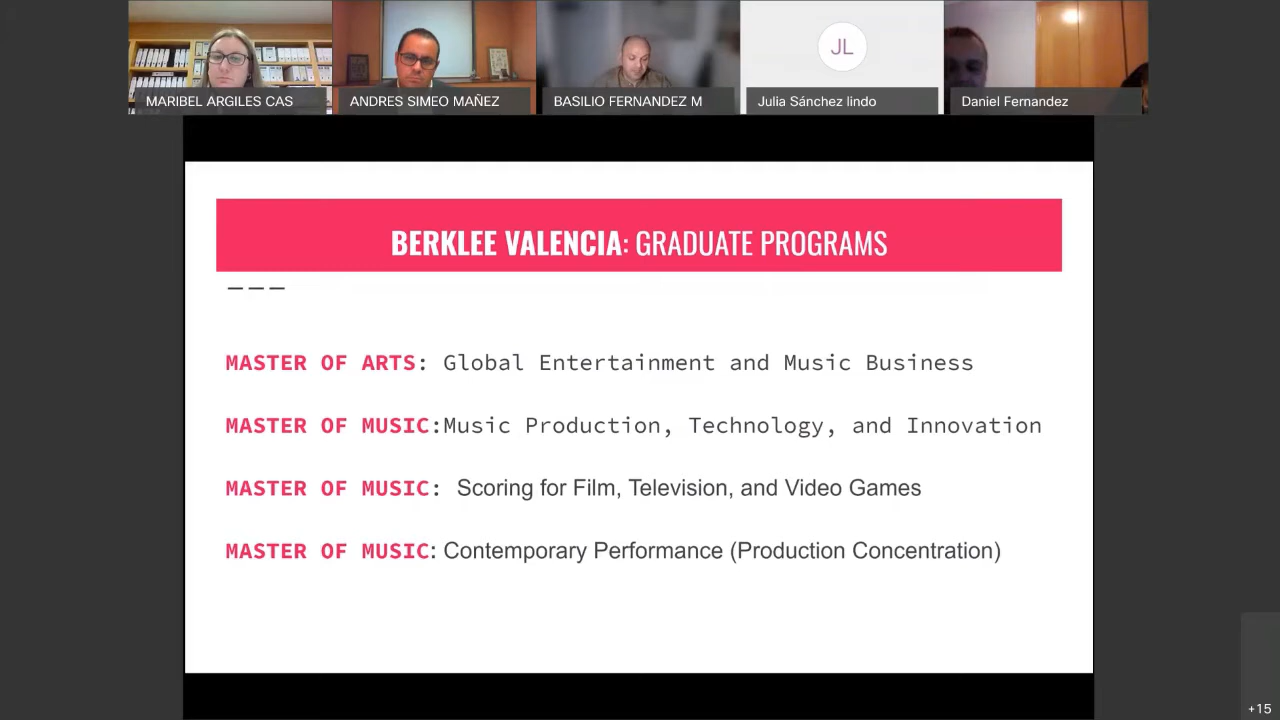 MARIBEL ARGILES CAS
ANDRES SIMEO MAÑEZ
BASILIO FERNANDEZ M
JL
Julia Sánchez lindo
Daniel Fernandez
BERKLEE VALENCIA: GRADUATE PROGRAMS
———
MASTER OF ARTS: Global Entertainment and Music Business
MASTER OF MUSIC:Music Production, Technology, and Innovation
MASTER OF MUSIC: Scoring for Film, Television, and Video Games
MASTER OF MUSIC: Contemporary Performance (Production Concentration)
+15